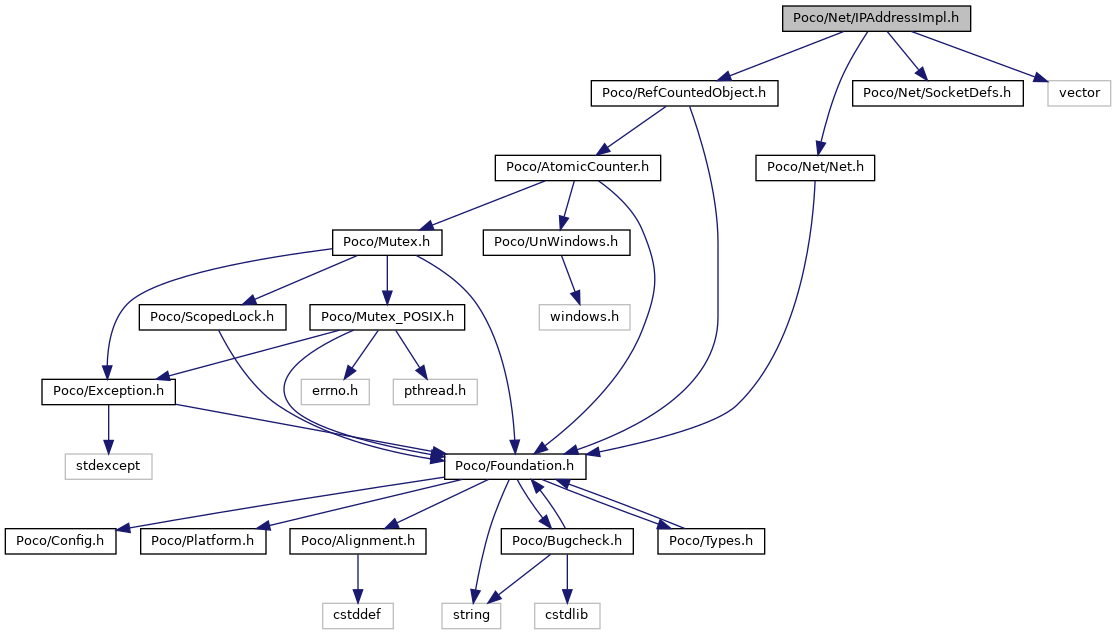 Poco/Net/IPAddressImpl.h
Poco/RefCountedObject.h
Poco/Net/SocketDefs.h
vector
Poco/AtomicCounter.h
Poco/Net/Net.h
Poco/Mutex.h
Poco/UnWindows.h
Poco/ScopedLock.h
Poco/Mutex_POSIX.h
windows.h
Poco/Exception.h
errno.h
pthread.h
stdexcept
Poco/Foundation.h
Poco/Config.h
Poco/Platform.h
Poco/Alignment.h
Poco/Bugcheck.h
Poco/Types.h
cstddef
string
cstdlib